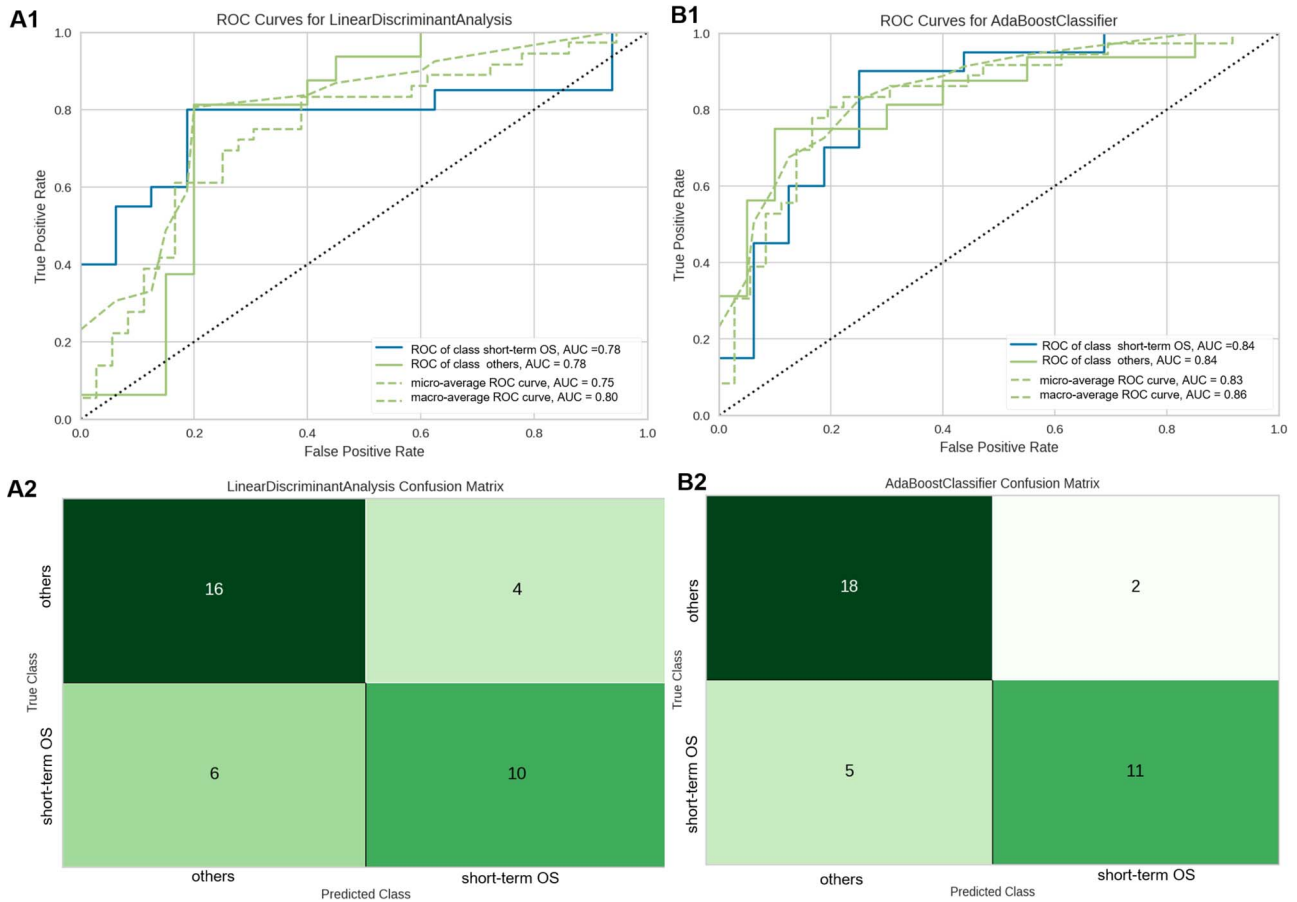 A1
ROC Curves for LinearDiscriminantAnalysis
1.0
0.8
0.6
0.4
0.2
0.0
True Positive Rate
ROC of class short-term OS, AUC =0.78
ROC of class others, AUC = 0.78
micro-average ROC curve, AUC = 0.75
macro-average ROC curve, AUC = 0.80
0.0 0.2 0.4 0.6 0.8 1.0
False Positive Rate
B1
ROC Curves for AdaBoostClassifier
1.0
0.8
0.6
0.4
0.2
0.0
True Positive Rate
ROC of class short-term OS, AUC =0.84
ROC of class others, AUC = 0.84
micro-average ROC curve, AUC = 0.83
macro-average ROC curve, AUC = 0.86
0.0 0.2 0.4 0.6 0.8 1.0
False Positive Rate
A2
LinearDiscriminantAnalysis Confusion Matrix
others
16 4
True Class
short-term OS
6 10
others short-term OS
Predicted Class
B2
AdaBoostClassifier Confusion Matrix
others
18 2
True Class
short-term OS
5 11
others short-term OS
Predicted Class